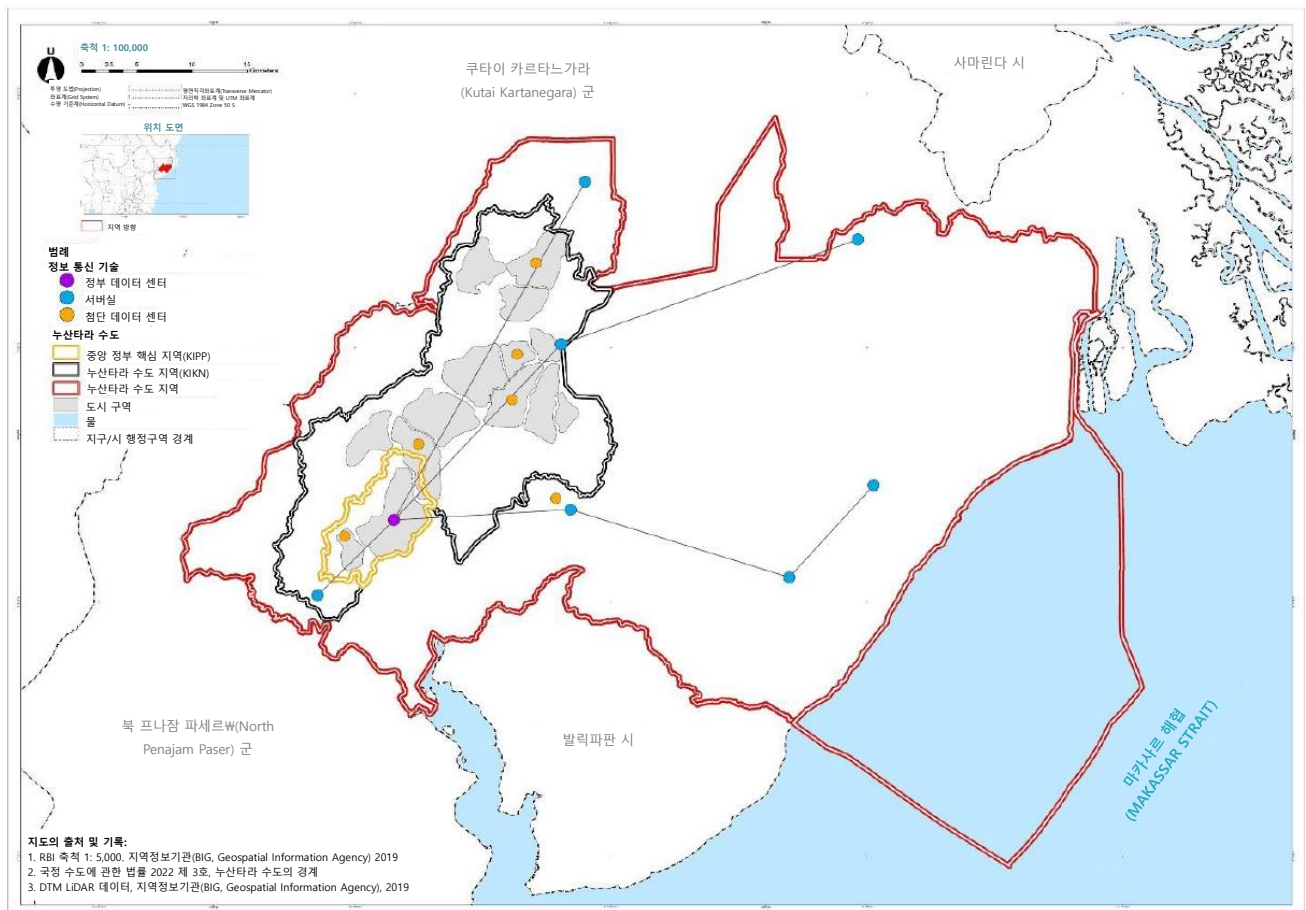 U
축척 1: 100,000
0 2.5 5 10 15
투영 도법(Projection) : 평면직각좌표계(Transverse Mercator)
좌표계(Grid System) : 지리학 좌표계 및 UTM 좌표계
수평 기준계(Horizontal Datum) : WGS 1984 Zone 50 S
위치 도면
지역 방향
범례
정보 통신 기술
정부 데이터 센터
서버실
첨단 데이터 센터
누산타라 수도
중앙 정부 핵심 지역(KIPP)
누산타라 수도 지역(KIKN)
누산타라 수도 지역
도시 구역
물
지구/시 행정구역 경계
쿠타이 카르타느가라
(Kutai Kartanegara) 군
사마린다 시
북 프나잠 파세르₩(North
Penajam Paser) 군
발릭파판 시
마카사르 해협
(MAKASSAR STRAIT)
지도의 출처 및 기록:
1. RBI 축척 1: 5,000. 지역정보기관(BIG, Geospatial Information Agency) 2019
2. 국정 수도에 관한 법률 2022 제 3호, 누산타라 수도의 경계
3. DTM LiDAR 데이터, 지역정보기관(BIG, Geospatial Information Agency), 2019